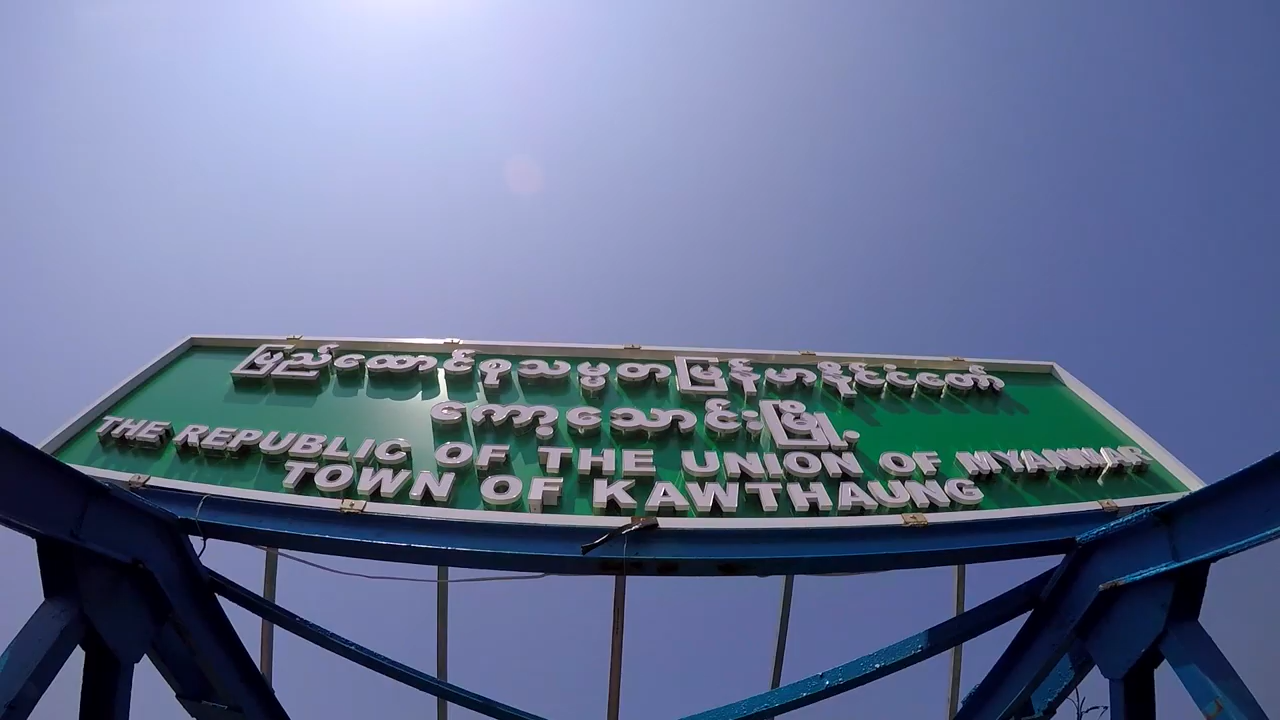 ပြည်ထောင်စုသမ္မတမြန်မာနိုင်ငံတော်
ကော့သောင်းမြို့
THE REPUBLIC OF THE UNION OF MYANMAR
TOWN OF KAWTHAUNG